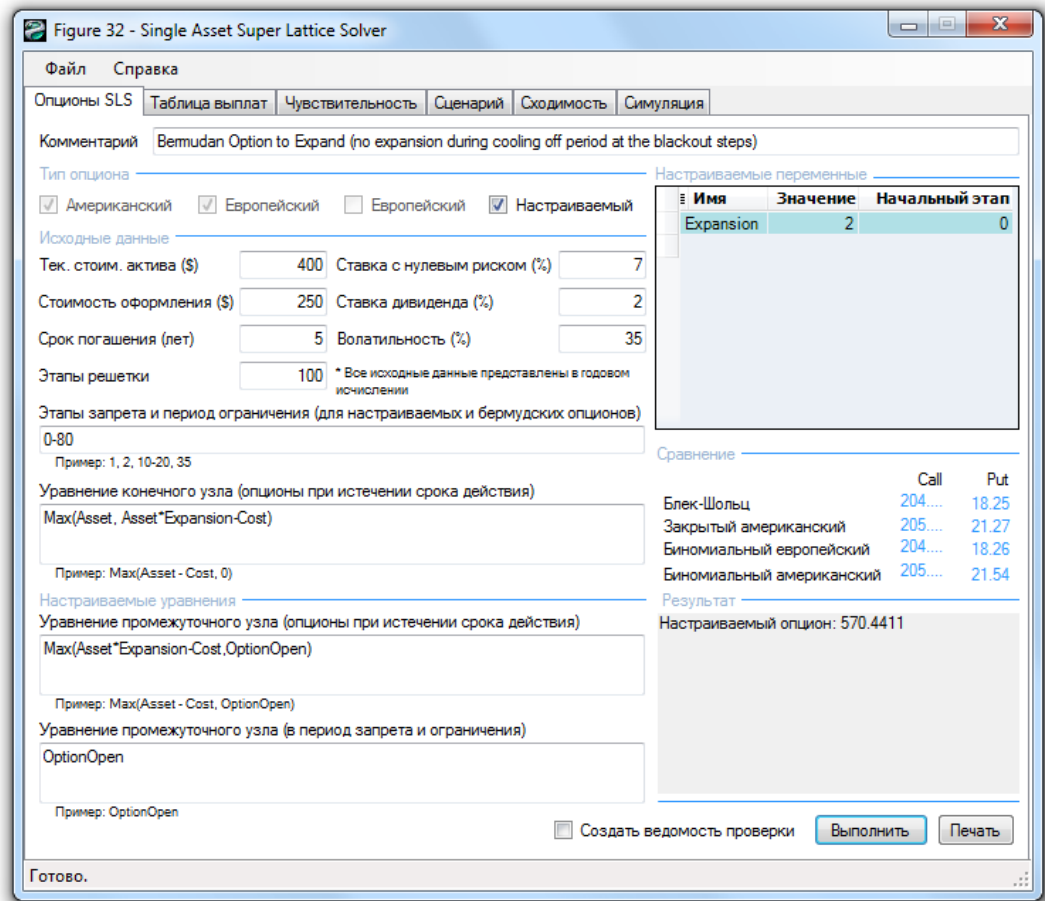 Figure 32 - Single Asset Super Lattice Solver
Файл Справка
Опционы SLS Таблица выплат Чувствительность Сценарий Сходимость Симуляция
Комментарий Bermudan Option to Expand (no expansion during cooling off period at the blackout steps)
Тип опциона
Американский Европейский Европейский Настраиваемый
Исходные данные
Тек. стоим. актива ($) 400 Ставка с нулевым риском (%) 7
Стоимость оформления ($) 250 Ставка дивиденда (%) 2
Срок погашения (лет) 5 Волатильность (%) 35
Этапы решетки 100 * Все исходные данные представлены в годовом
исчислении
Этапы запрета и период ограничения (для настраиваемых и бермудских опционов)
0-80
Пример: 1, 2, 10-20, 35
Уравнение конечного узла (опционы при истечении срока действия)
Max(Asset, Asset*Expansion-Cost)
Пример: Max(Asset - Cost, 0)
Настраиваемые уравнения
Уравнение промежуточного узла (опционы при истечении срока действия)
Max(Asset*Expansion-Cost,OptionOpen)
Пример: Max(Asset - Cost, OptionOpen)
Уравнение промежуточного узла (в период запрета и ограничения)
OptionOpen
Пример: OptionOpen
Настраиваемые переменные
Имя Значение Начальный этап
Expansion 2 0
Сравнение
Call Put
Блек-Шольц 204.... 18.25
Закрытый американский 205.... 21.27
Биномиальный европейский 204.... 18.26
Биномиальный американский 205.... 21.54
Результат
Настраиваемый опцион: 570.4411
Создать ведомость проверки Выполнить Печать
Готово.